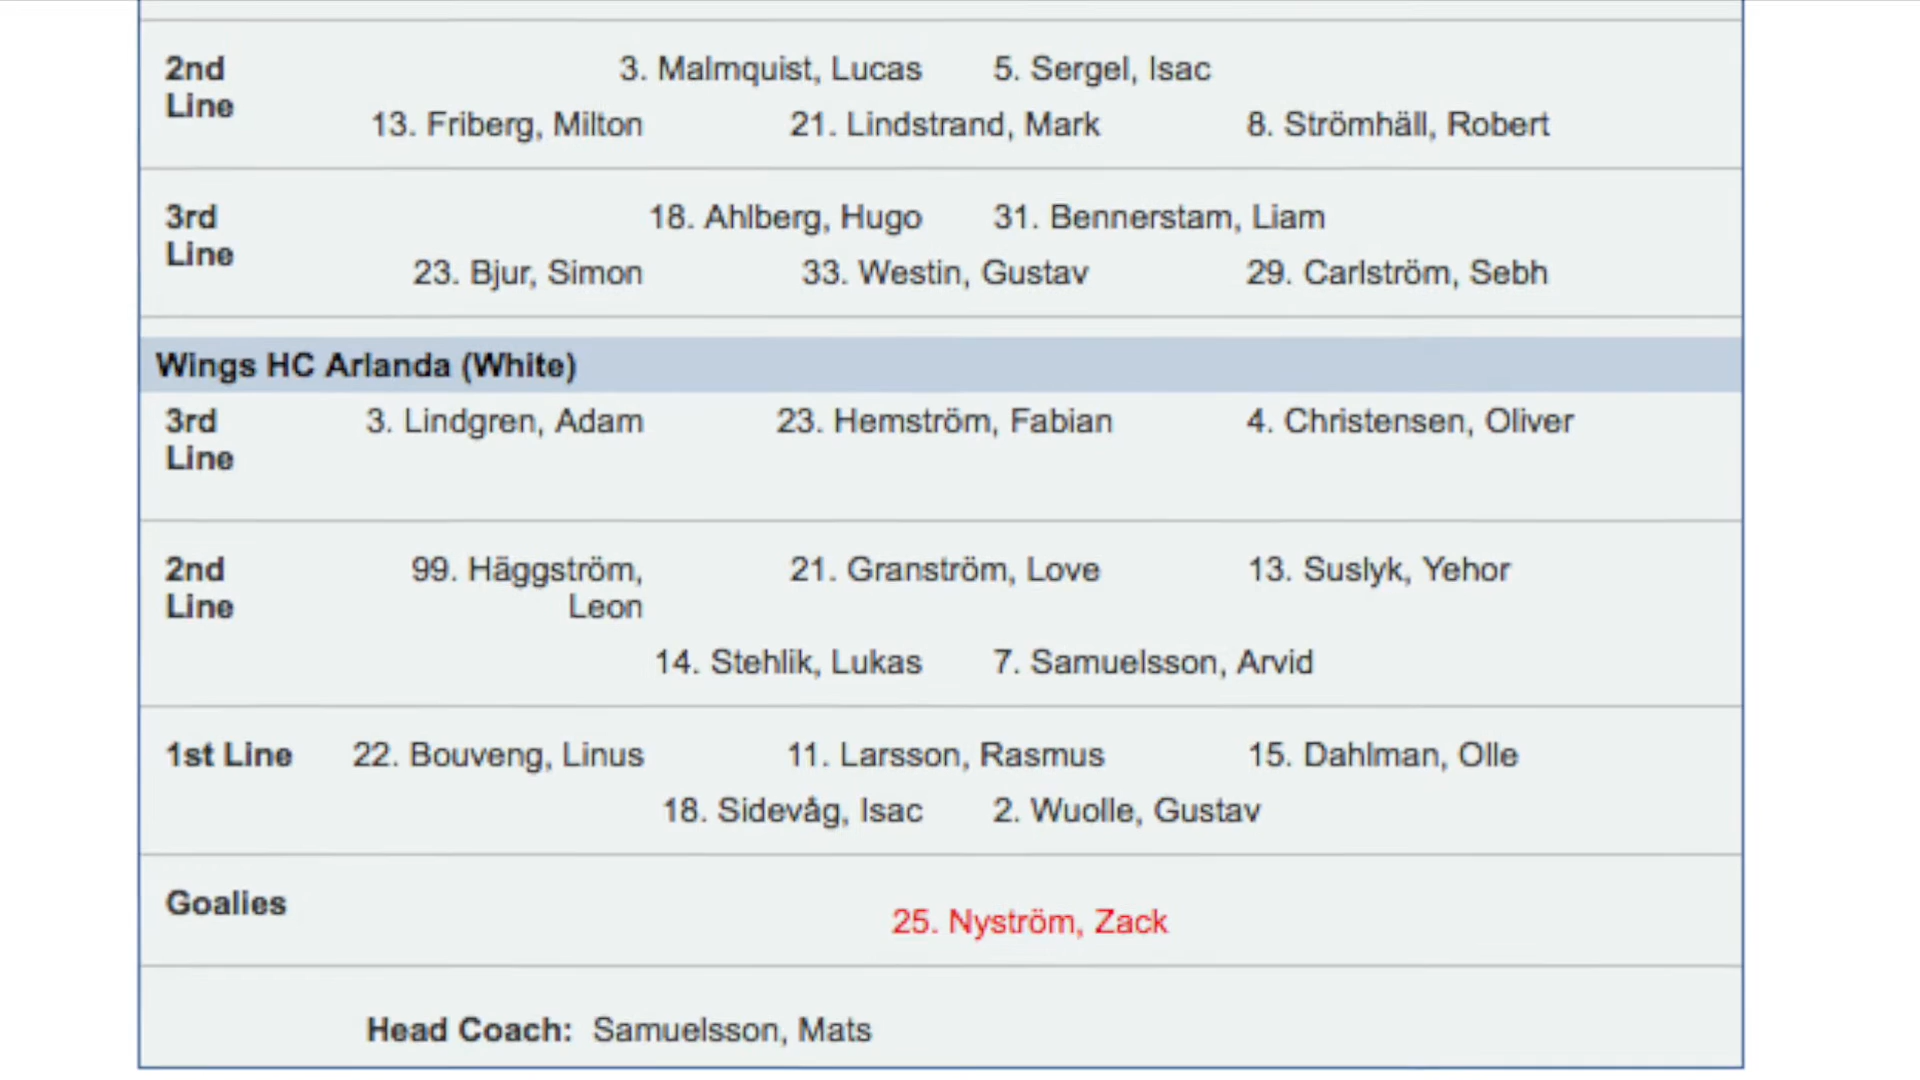 2nd Line
3. Malmquist, Lucas 5. Sergel, Isac
13. Friberg, Milton 21. Lindstrand, Mark 8. Strömhäll, Robert
3rd Line
18. Ahlberg, Hugo 31. Bennerstam, Liam
23. Bjur, Simon 33. Westin, Gustav 29. Carlström, Sebh
Wings HC Arlanda (White)
3rd Line
3. Lindgren, Adam 23. Hemström, Fabian 4. Christensen, Oliver
2nd Line
99. Häggström, Leon 21. Granström, Love 13. Suslyk, Yehor
14. Stehlik, Lukas 7. Samuelsson, Arvid
1st Line 22. Bouveng, Linus 11. Larsson, Rasmus 15. Dahlman, Olle
18. Sidevåg, Isac 2. Wuolle, Gustav
Goalies
25. Nyström, Zack
Head Coach: Samuelsson, Mats